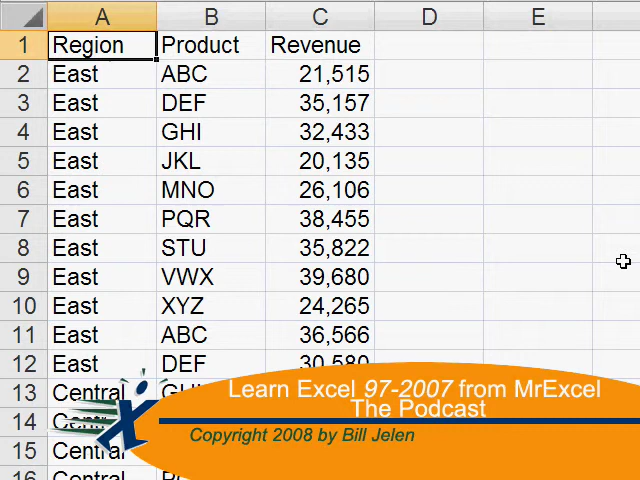 A B C D E
1 Region Product Revenue
2 East ABC 21,515
3 East DEF 35,157
4 East GHI 32,433
5 East JKL 20,135
6 East MNO 26,106
7 East PQR 38,455
8 East STU 35,822
9 East VWX 39,680
10 East XYZ 24,265
11 East ABC 36,566
12 East DEF 30,580
13 Central
Learn Excel 97-2007 from MrExcel
The Podcast
14
Copyright 2008 by Bill Jelen
15 Central
16 Central